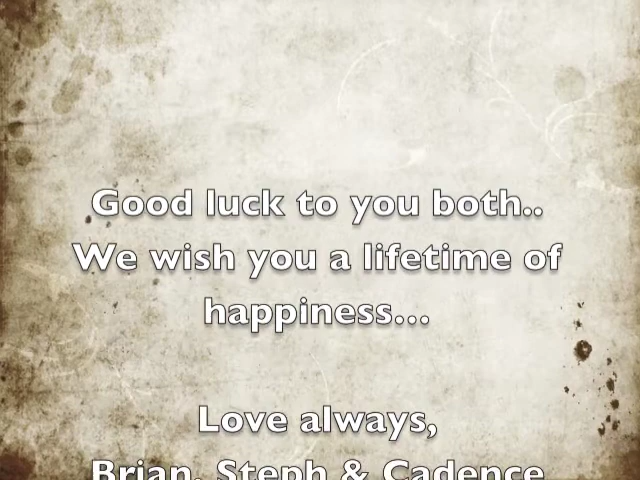 Good luck to you both..
We wish you a lifetime of
happiness...
Love always,
Brian, Steph & Cadence